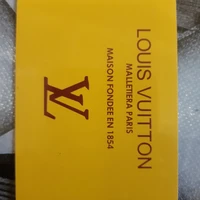 LOUIS VUITTON
MALLETIERA PARIS
LV
MAISON FONDEE EN 1854